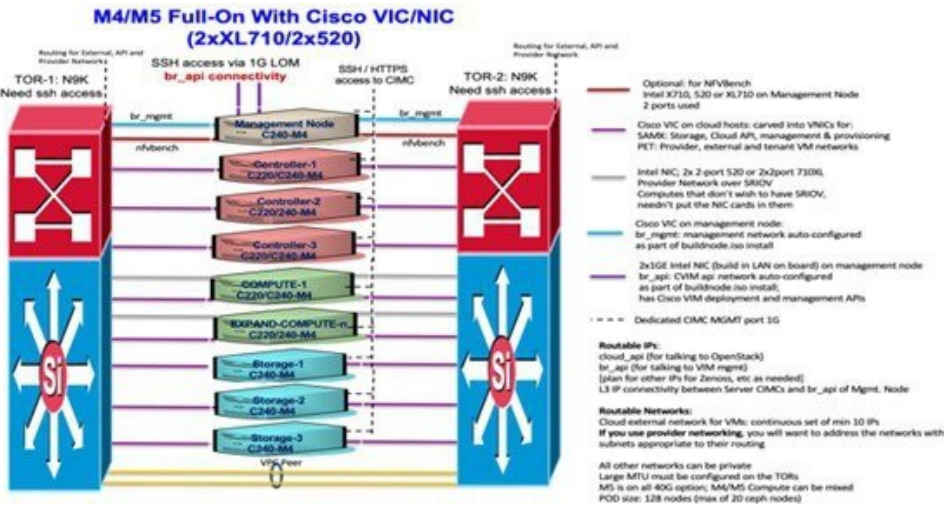 M4/M5 Full-On With Cisco VIC/NIC
(2xXL710/2x520)
Routing for External, API and
Provider Network
TOR-1: N9K
Need ssh access
SSH access via 1G LOM
br_api connectivity
SSH / HTTPS
access to CIMC
Routing for External, API and
Provider Network
TOR-2: N9K
Need ssh access
br_mgmt
nfvbench
Management Node
C240-M4
br_mgmt
nfvbench
Controller-1
C220/C240-M4
Controller-2
C220/240-M4
Controller-3
C220/C240-M4
COMPUTE-1
C220/C240-M4
EXPAND-COMPUTE-n
C220/240-M4
Storage-1
C240-M4
Storage-2
C240-M4
Storage-3
C240-M4
VPC Peer
Si
Si
Optional: for NFVBench
Intel X710, 520 or XL710 on Management Node
2 ports used
Cisco VIC on cloud hosts: carved into VNICs for:
SAMX: Storage, Cloud API, management & provisioning
PET: Provider, external and tenant VM networks
Intel NIC; 2x 2-port 520 or 2x2port 710XL
Provider Network over SRIOV
Computes that don't wish to have SRIOV,
needn't put the NIC cards in them
Cisco VIC on management node:
br_mgmt: management network auto-configured
as part of buildnode.iso install
2x1GE Intel NIC (build in LAN on board) on management node
br_api: CVIM api network auto-configured
as part of buildnode.iso install;
has Cisco VIM deployment and management APIs
Dedicated CIMC MGMT port 1G
Routable IPs:
cloud_api (for talking to OpenStack)
br_api (for talking to VIM mgmt)
[plan for other IPs for Zenoss, etc as needed]
L3 IP connectivity between Server CIMCs and br_api of Mgmt. Node
Routable Networks:
Cloud external network for VMs: continuous set of min 10 IPs
If you use provider networking, you will want to address the networks with
subnets appropriate to their routing
All other networks can be private
Large MTU must be configured on the TORs
M5 is on all 40G option; M4/M5 Compute can be mixed
POD size: 128 nodes (max of 20 ceph nodes)